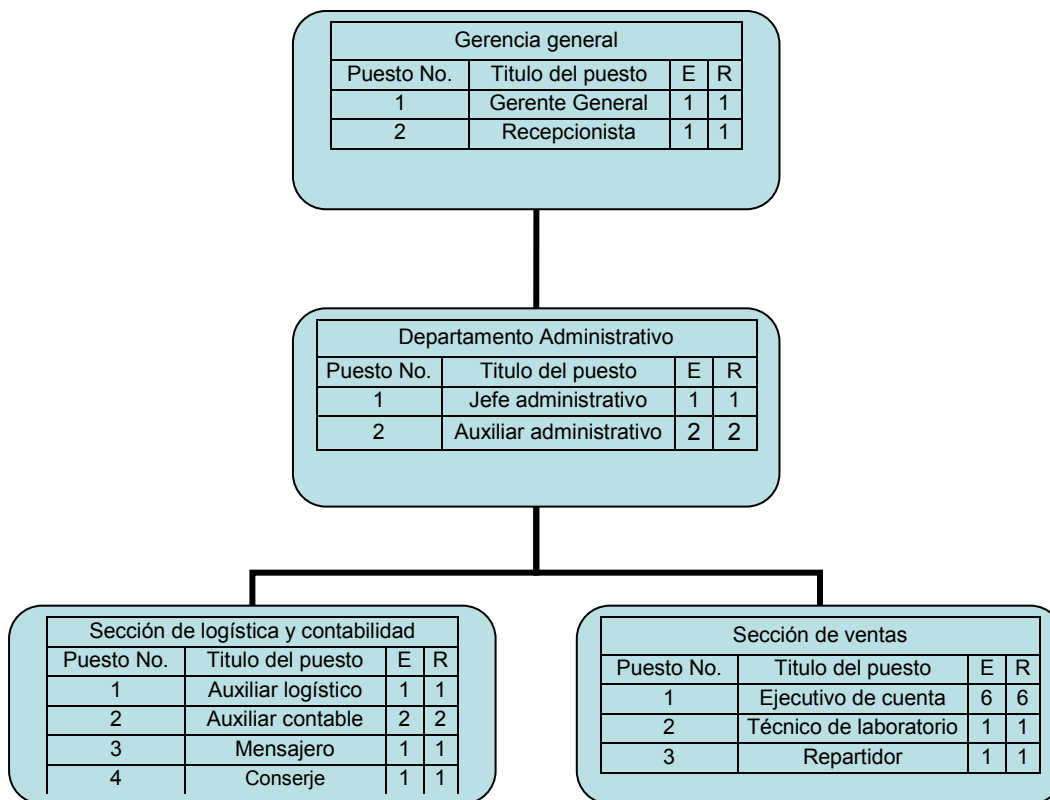 Gerencia general
Puesto No. Titulo del puesto E R
1 Gerente General 1 1
2 Recepcionista 1 1
Departamento Administrativo
Puesto No. Titulo del puesto E R
1 Jefe administrativo 1 1
2 Auxiliar administrativo 2 2
Sección de logística y contabilidad
Puesto No. Titulo del puesto E R
1 Auxiliar logístico 1 1
2 Auxiliar contable 2 2
3 Mensajero 1 1
4 Conserje 1 1
Sección de ventas
Puesto No. Titulo del puesto E R
1 Ejecutivo de cuenta 6 6
2 Técnico de laboratorio 1 1
3 Repartidor 1 1